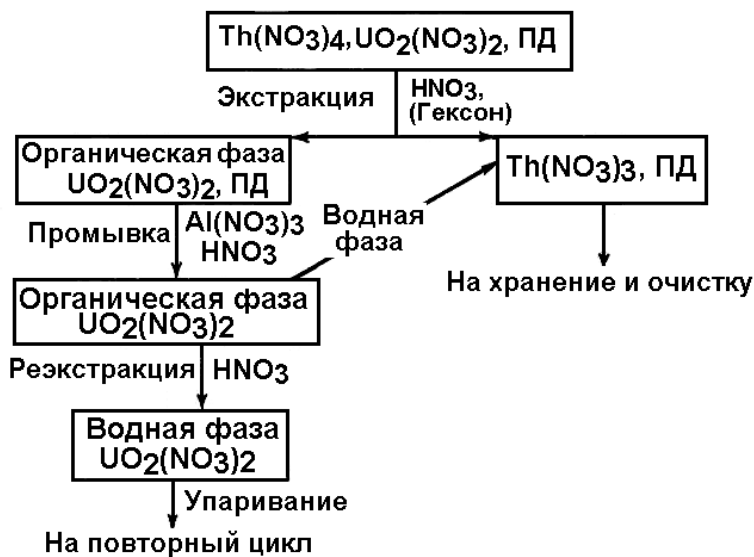 Th(NO3)4,UO2(NO3)2, ПД
Экстракция
HNO3,
(Гексон)
Органическая фаза
UO2(NO3)2, ПД
Th(NO3)3, ПД
Промывка
Al(NO3)3
HNO3
Водная
фаза
На хранение и очистку
Органическая фаза
UO2(NO3)2
Реэкстракция
HNO3
Водная фаза
UO2(NO3)2
Упаривание
На повторный цикл